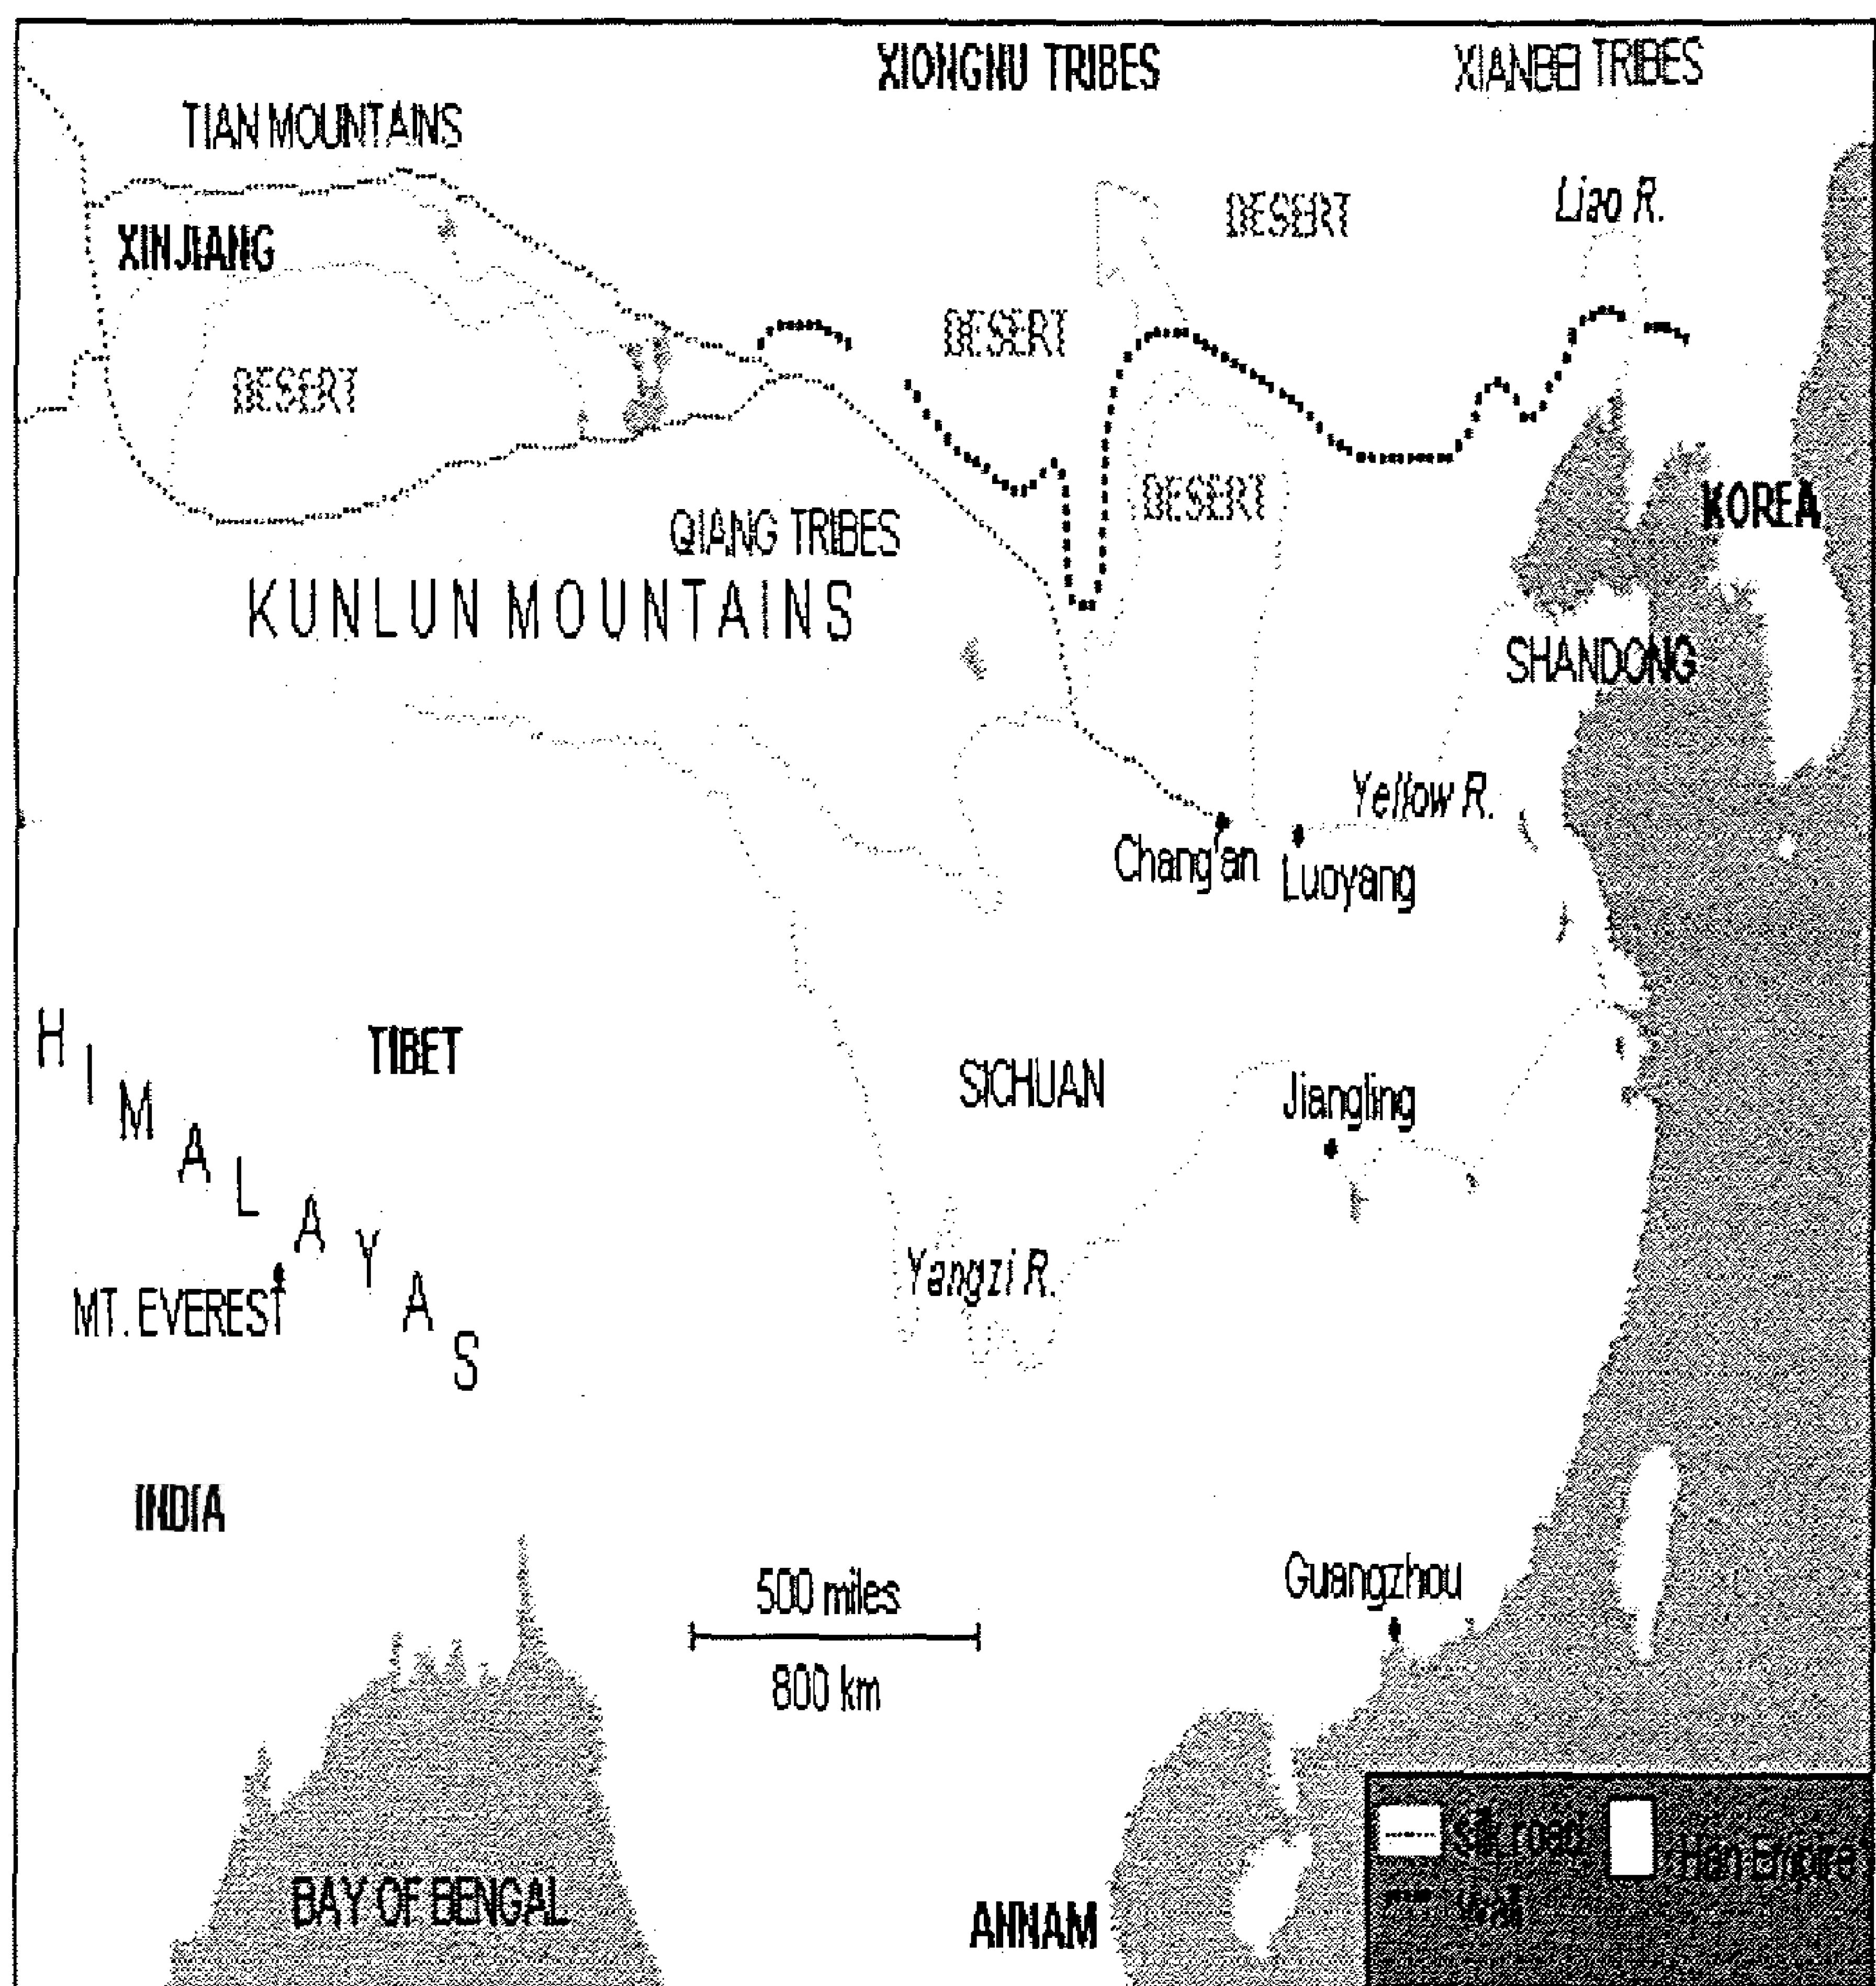 XIONGNU TRIBES
XIANBEI TRIBES
TIAN MOUNTAINS
DESERT
Liao R.
XINJIANG
DESERT
DESERT
DESERT
KOREA
QIANG TRIBES
KUNLUN MOUNTAINS
SHANDONG
Yellow R.
Chang'an
Luoyang
HIMALAYAS
TIBET
SICHUAN
Jiangling
Yangzi R.
MT. EVEREST
INDIA
500 miles
800 km
Guangzhou
Silk road
Han Empire
Wall
BAY OF BENGAL
ANNAM